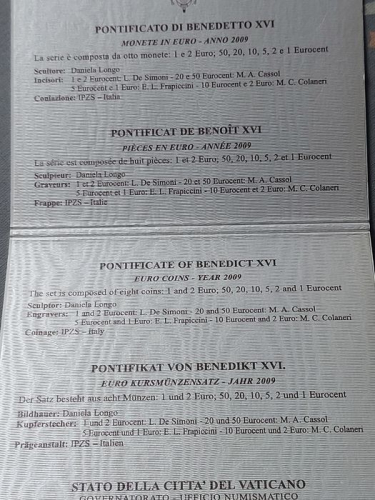 PONTIFICATO DI BENEDETTO XVI
MONETE IN EURO - ANNO 2009
La serie è composta da otto monete: 1 e 2 Euro; 50, 20, 10, 5, 2 e 1 Eurocent
Scultore: Daniela Longo
Incisori: 1 e 2 Eurocent: L. De Simoni - 20 e 50 Eurocent: M. A. Cassol
5 Eurocent e 1 Euro: E. L. Frapiccini - 10 Eurocent e 2 Euro: M. C. Colaneri
Coniazione: IPZS - Italia
PONTIFICAT DE BENOÎT XVI
PIÈCES EN EURO - ANNÉE 2009
La série est composée de huit pièces: 1 et 2 Euro; 50, 20, 10, 5, 2 et 1 Eurocent
Sculpteur: Daniela Longo
Graveurs: 1 et 2 Eurocent: L. De Simoni - 20 et 50 Eurocent: M. A. Cassol
5 Eurocent et 1 Euro: E. L. Frapiccini - 10 Eurocent et 2 Euro: M. C. Colaneri
Frappe: IPZS - Italie
PONTIFICATE OF BENEDICT XVI
EURO COINS - YEAR 2009
The set is composed of eight coins: 1 and 2 Euro; 50, 20, 10, 5, 2 and 1 Eurocent
Sculptor: Daniela Longo
Engravers: 1 and 2 Eurocent: L. De Simoni - 20 and 50 Eurocent: M. A. Cassol
5 Eurocent and 1 Euro: E. L. Frapiccini - 10 Eurocent and 2 Euro: M. C. Colaneri
Coinage: IPZS - Italy
PONTIFIKAT VON BENEDIKT XVI.
EURO KURSMÜNZENSATZ - JAHR 2009
Der Satz besteht aus acht Münzen: 1 und 2 Euro; 50, 20, 10, 5, 2 und 1 Eurocent
Bildhauer: Daniela Longo
Kupferstecher: 1 und 2 Eurocent: L. De Simoni - 20 und 50 Eurocent: M. A. Cassol
5 Eurocent und 1 Euro: E. L. Frapiccini - 10 Eurocent und 2 Euro: M. C. Colaneri
Prägeanstalt: IPZS - Italien
STATO DELLA CITTA' DEL VATICANO
GOVERNATORATO - UFFICIO NUMISMATICO